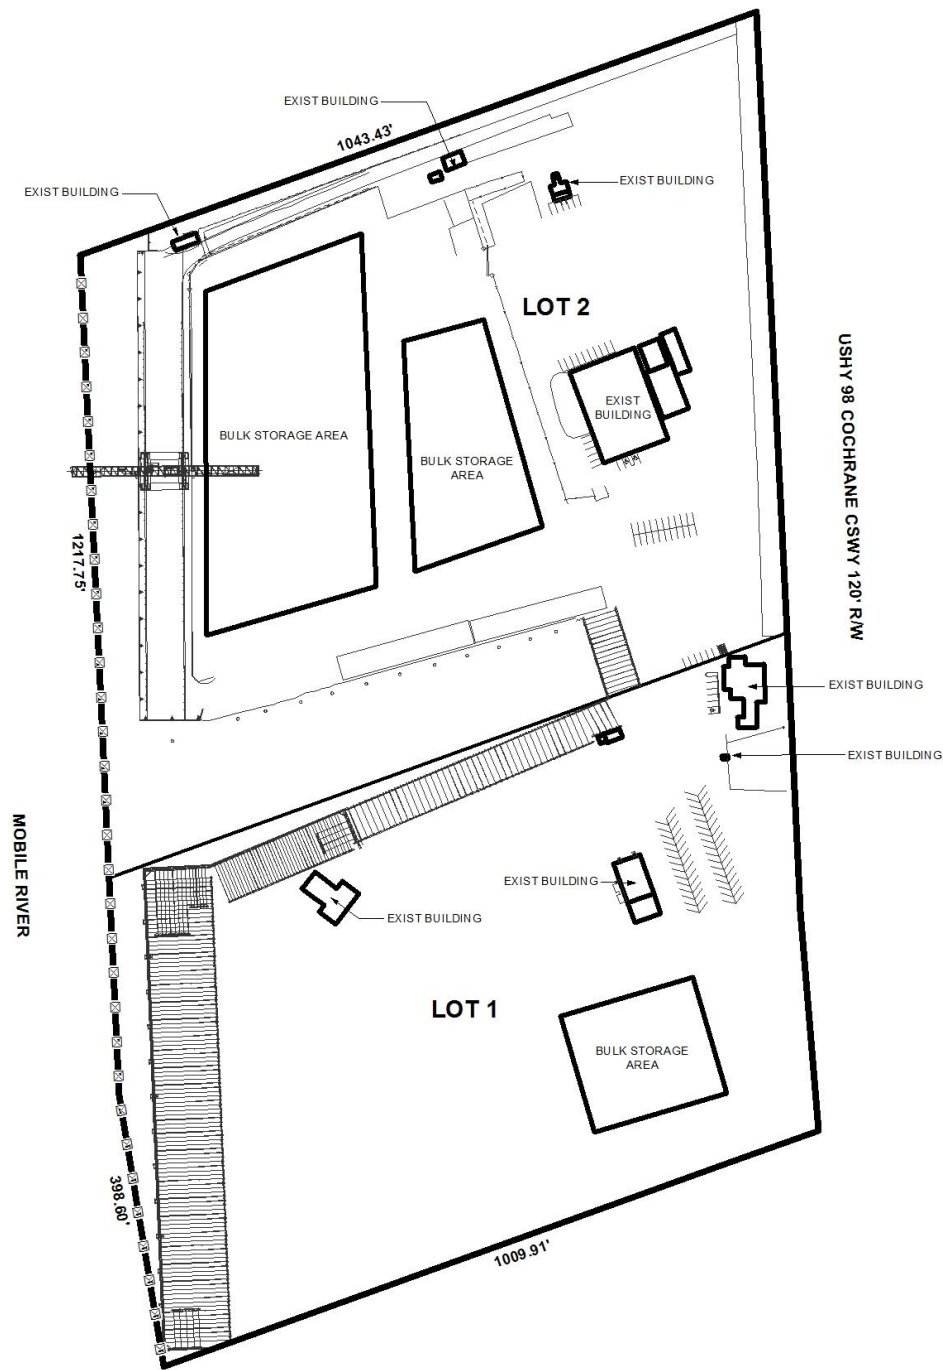 EXIST BUILDING
1043.43'
EXIST BUILDING
EXIST BUILDING
LOT 2
USHY 98 COCHRANE CSWY 120' R/W
EXIST
BUILDING
BULK STORAGE AREA
BULK STORAGE
AREA
1217.75'
EXIST BUILDING
EXIST BUILDING
MOBILE RIVER
EXIST BUILDING
EXIST BUILDING
LOT 1
BULK STORAGE
AREA
398.60'
1009.91'